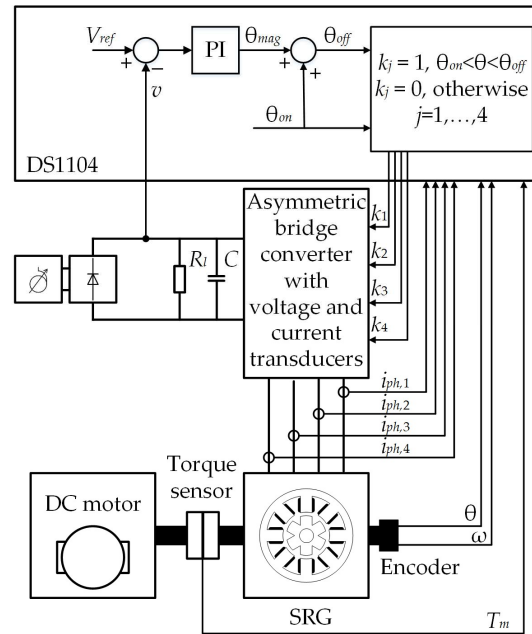 V_ref
PI
θ_mag
θ_off
+
−
+
+
v
θ_on
k_j = 1, θ_on<θ<θ_off
k_j = 0, otherwise
j=1,…,4
DS1104
Asymmetric
bridge
converter
with
voltage and
current
transducers
k_1
k_2
k_3
k_4
R_l
C
i_ph,1
i_ph,2
i_ph,3
i_ph,4
Torque
sensor
DC motor
θ
ω
Encoder
SRG
T_m